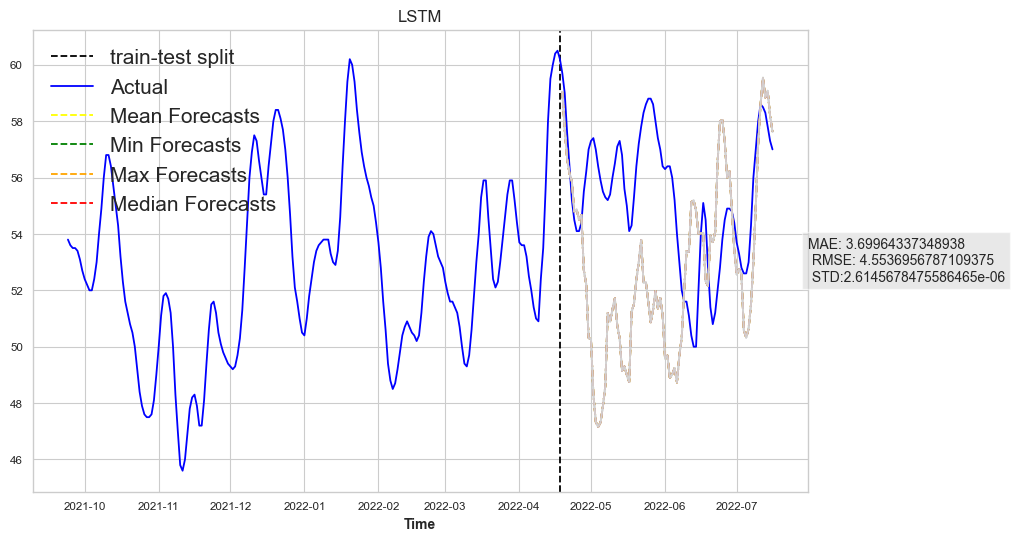 LSTM
train-test split
Actual
Mean Forecasts
Min Forecasts
Max Forecasts
Median Forecasts
60
58
56
54
52
50
48
46
MAE: 3.69964337348938
RMSE: 4.5536956787109375
STD:2.6145678475586465e-06
2021-10 2021-11 2021-12 2022-01 2022-02 2022-03 2022-04 2022-05 2022-06 2022-07
Time